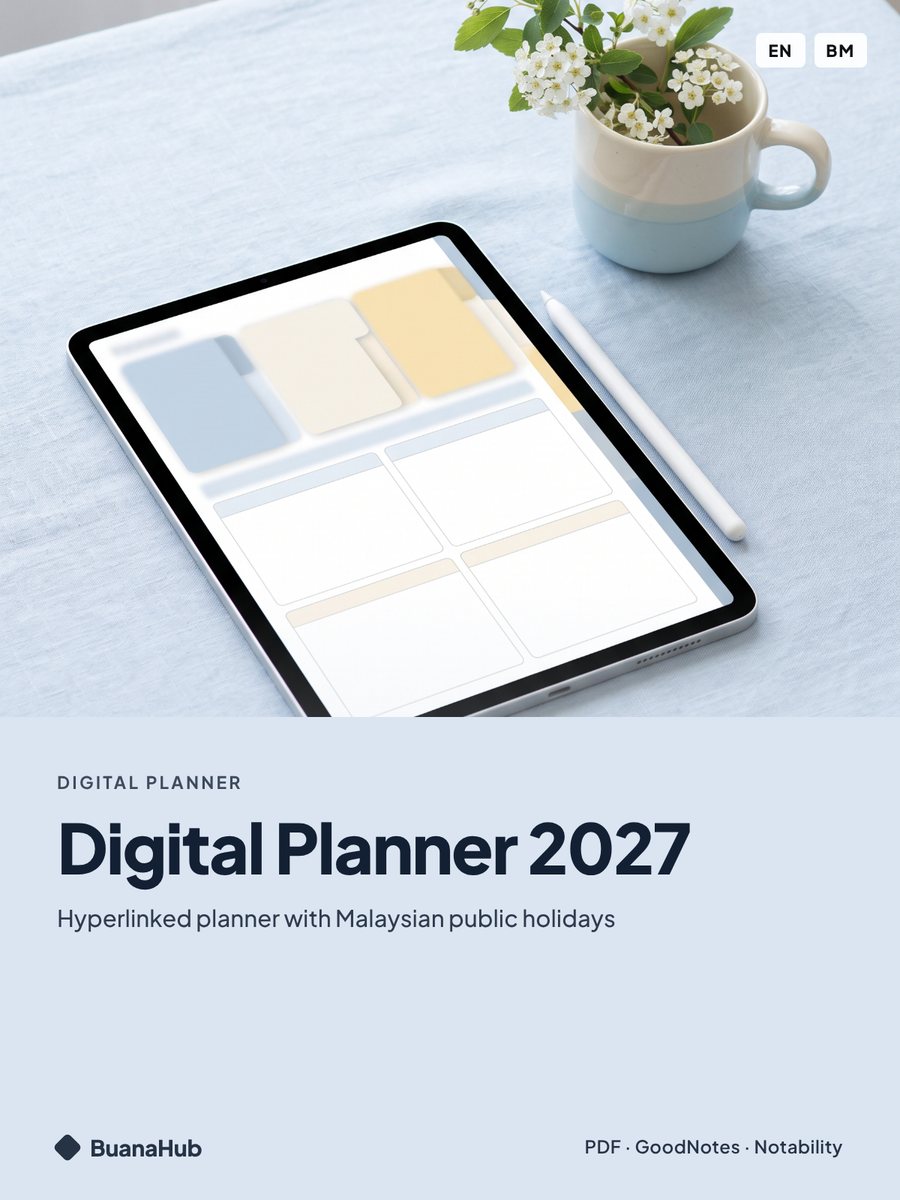 EN BM
DIGITAL PLANNER
Digital Planner 2027
Hyperlinked planner with Malaysian public holidays
BuanaHub
PDF · GoodNotes · Notability